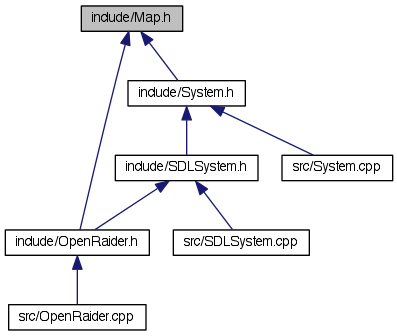 include/Map.h
include/System.h
include/SDLSystem.h
src/System.cpp
include/OpenRaider.h
src/SDLSystem.cpp
src/OpenRaider.cpp